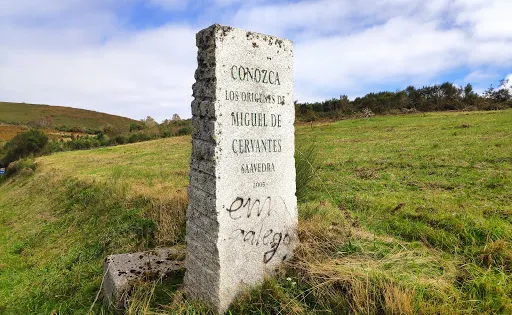 CONOZCA
LOS ORIGENES DE
MIGUEL DE
CERVANTES
SAAVEDRA
2005
em
galego